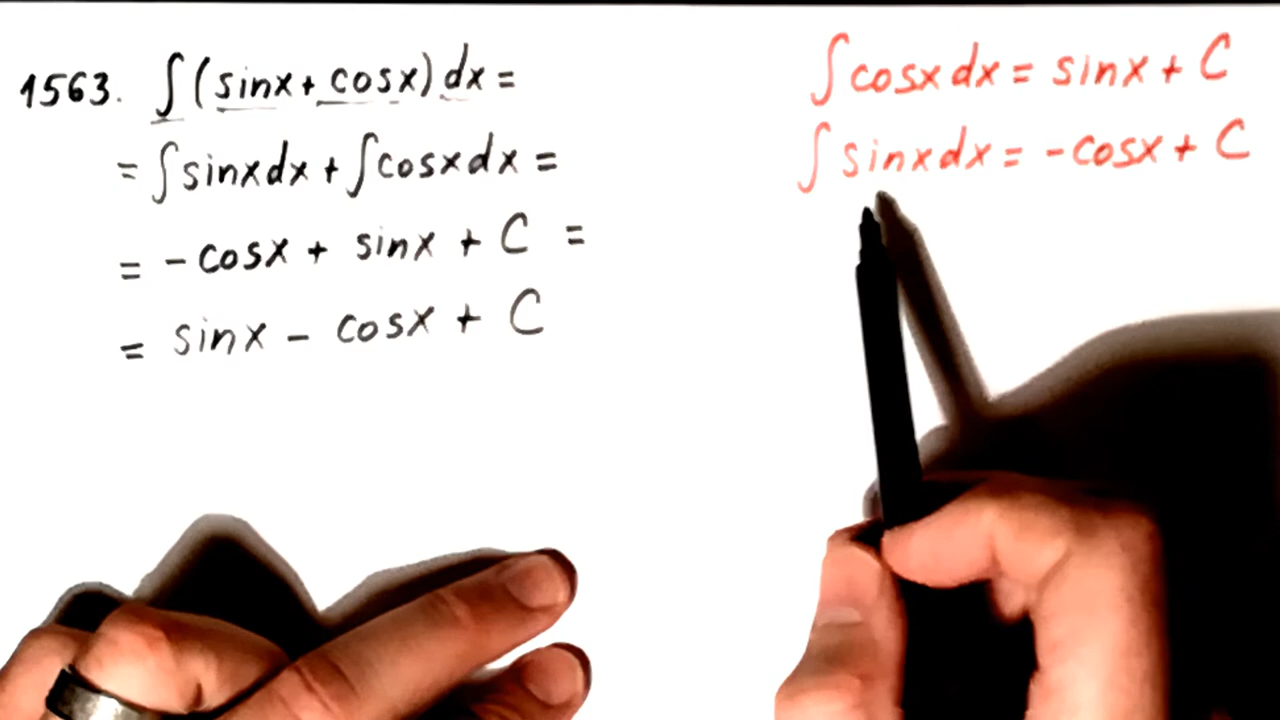 1563. ∫(sinx + cosx) dx =
= ∫sinxdx + ∫cosxdx =
= -cosx + sinx + C =
= sinx - cosx + C
∫cosxdx = sinx + C
∫sinxdx = -cosx + C